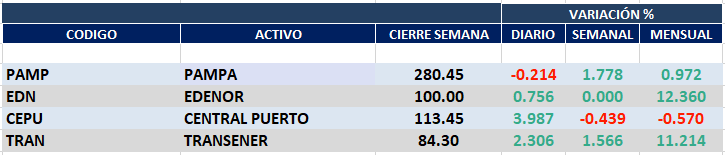 VARIACIÓN %
CODIGO ACTIVO CIERRE SEMANA DIARIO SEMANAL MENSUAL
PAMP PAMPA 280.45 -0.214 1.778 0.972
EDN EDENOR 100.00 0.756 0.000 12.360
CEPU CENTRAL PUERTO 113.45 3.987 -0.439 -0.570
TRAN TRANSENER 84.30 2.306 1.566 11.214